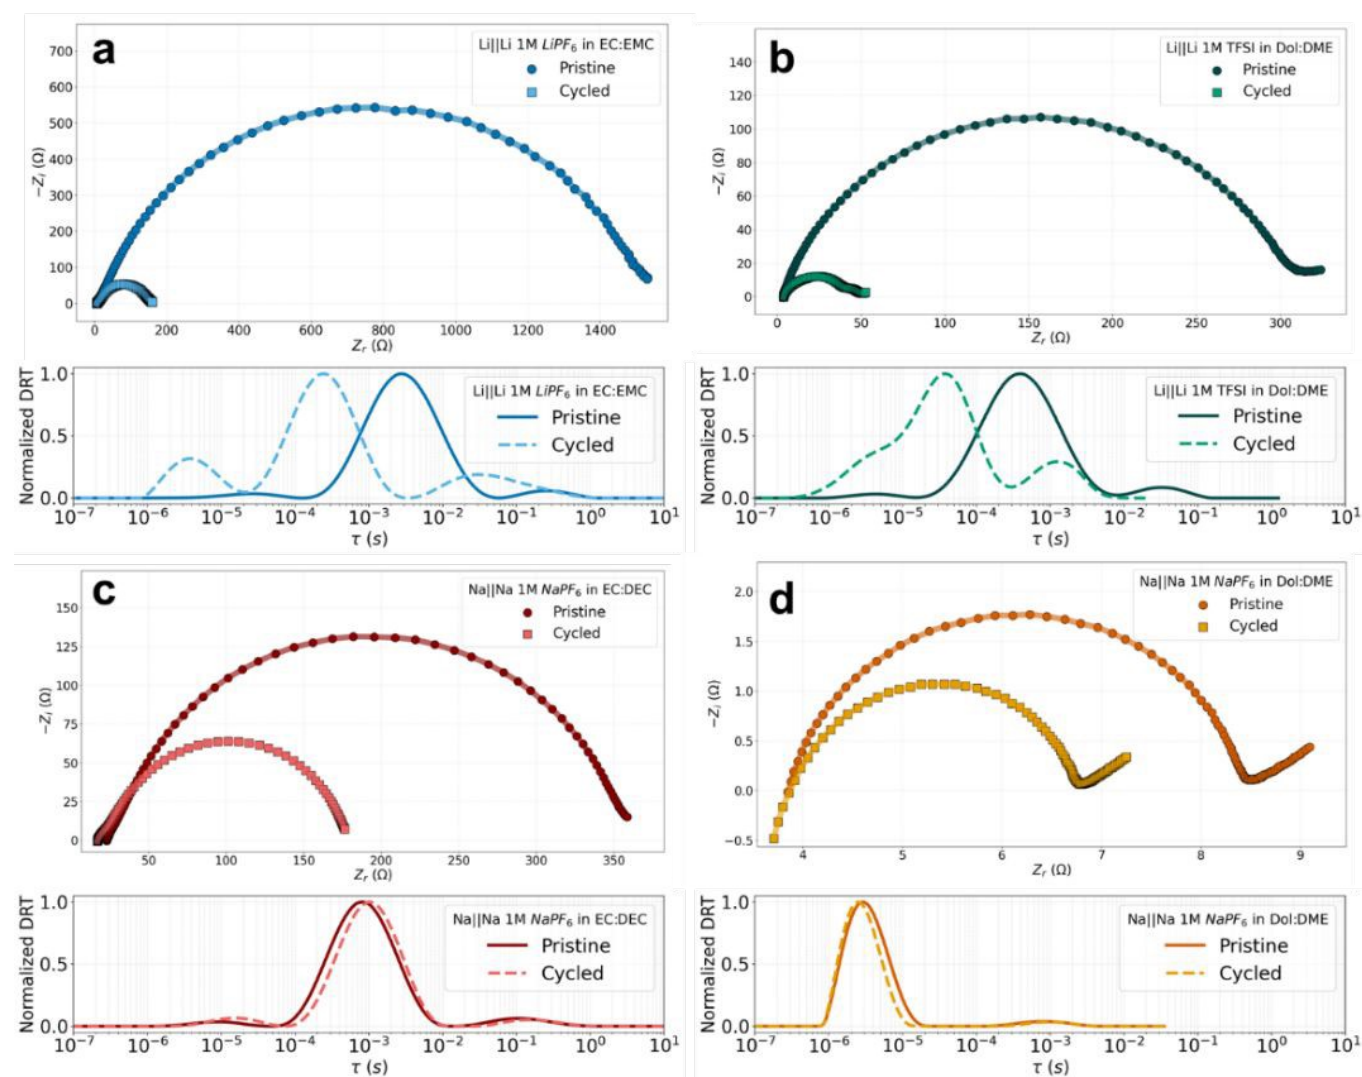 a
Li||Li 1M LiPF₆ in EC:EMC
Pristine
Cycled
700
600
500
400
300
200
100
0
−Zᵢ (Ω)
0 200 400 600 800 1000 1200 1400
Zᵣ (Ω)
b
Li||Li 1M TFSI in Dol:DME
Pristine
Cycled
140
120
100
80
60
40
20
0
−Zᵢ (Ω)
0 50 100 150 200 250 300
Zᵣ (Ω)
Normalized DRT
1.0
0.5
0.0
Li||Li 1M LiPF₆ in EC:EMC
Pristine
Cycled
10⁻⁷ 10⁻⁶ 10⁻⁵ 10⁻⁴ 10⁻³ 10⁻² 10⁻¹ 10⁰ 10¹
τ (s)
Normalized DRT
1.0
0.5
0.0
Li||Li 1M TFSI in Dol:DME
Pristine
Cycled
10⁻⁷ 10⁻⁶ 10⁻⁵ 10⁻⁴ 10⁻³ 10⁻² 10⁻¹ 10⁰ 10¹
τ (s)
c
Na||Na 1M NaPF₆ in EC:DEC
Pristine
Cycled
150
125
100
75
50
25
0
−Zᵢ (Ω)
50 100 150 200 250 300 350
Zᵣ (Ω)
d
Na||Na 1M NaPF₆ in Dol:DME
Pristine
Cycled
2.0
1.5
1.0
0.5
0.0
−0.5
−Zᵢ (Ω)
4 5 6 7 8 9
Zᵣ (Ω)
Normalized DRT
1.0
0.5
0.0
Na||Na 1M NaPF₆ in EC:DEC
Pristine
Cycled
10⁻⁷ 10⁻⁶ 10⁻⁵ 10⁻⁴ 10⁻³ 10⁻² 10⁻¹ 10⁰ 10¹
τ (s)
Normalized DRT
1.0
0.5
0.0
Na||Na 1M NaPF₆ in Dol:DME
Pristine
Cycled
10⁻⁷ 10⁻⁶ 10⁻⁵ 10⁻⁴ 10⁻³ 10⁻² 10⁻¹ 10⁰ 10¹
τ (s)